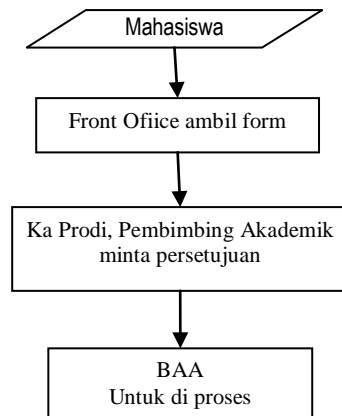 Mahasiswa
Front Ofiice ambil form
Ka Prodi, Pembimbing Akademik
minta persetujuan
BAA
Untuk di proses